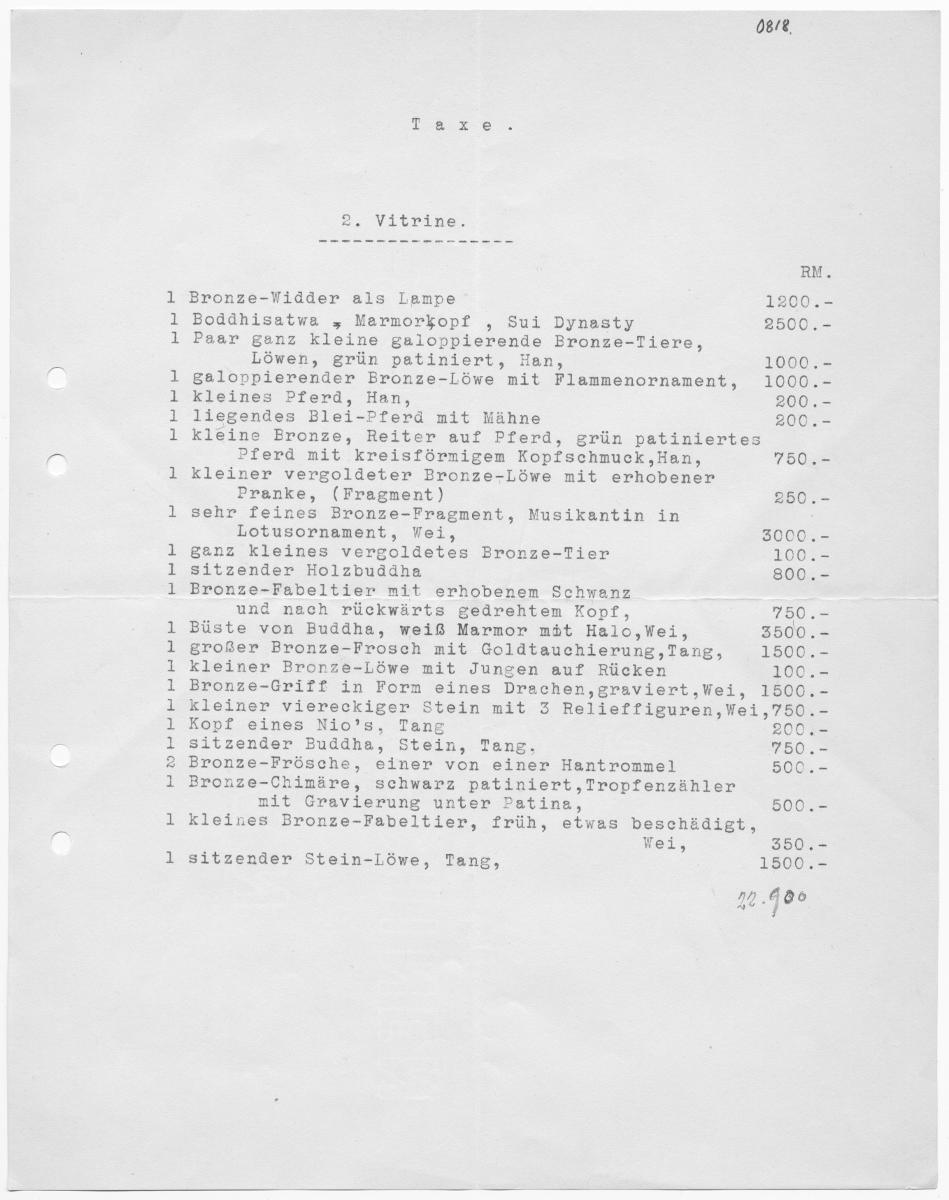 0818.
T a x e .
2. Vitrine.
-----------------
RM.
1 Bronze-Widder als Lampe 1200.-
1 Boddhisatwa , Marmorkopf , Sui Dynasty 2500.-
1 Paar ganz kleine galoppierende Bronze-Tiere,
Löwen, grün patiniert, Han, 1000.-
1 galoppierender Bronze-Löwe mit Flammenornament, 1000.-
1 kleines Pferd, Han, 200.-
1 liegendes Blei-Pferd mit Mähne 200.-
1 kleine Bronze, Reiter auf Pferd, grün patiniertes
Pferd mit kreisförmigem Kopfschmuck,Han, 750.-
1 kleiner vergoldeter Bronze-Löwe mit erhobener
Pranke, (Fragment) 250.-
1 sehr feines Bronze-Fragment, Musikantin in
Lotusornament, Wei, 3000.-
1 ganz kleines vergoldetes Bronze-Tier 100.-
1 sitzender Holzbuddha 800.-
1 Bronze-Fabeltier mit erhobenem Schwanz
und nach rückwärts gedrehtem Kopf, 750.-
1 Büste von Buddha, weiß Marmor mit Halo,Wei, 3500.-
1 großer Bronze-Frosch mit Goldtauchierung,Tang, 1500.-
1 kleiner Bronze-Löwe mit Jungen auf Rücken 100.-
1 Bronze-Griff in Form eines Drachen,graviert,Wei, 1500.-
1 kleiner viereckiger Stein mit 3 Relieffiguren,Wei,750.-
1 Kopf eines Nio's, Tang 200.-
1 sitzender Buddha, Stein, Tang, 750.-
2 Bronze-Frösche, einer von einer Hantrommel 500.-
1 Bronze-Chimäre, schwarz patiniert,Tropfenzähler
mit Gravierung unter Patina, 500.-
1 kleines Bronze-Fabeltier, früh, etwas beschädigt,
Wei, 350.-
1 sitzender Stein-Löwe, Tang, 1500.-
22.900